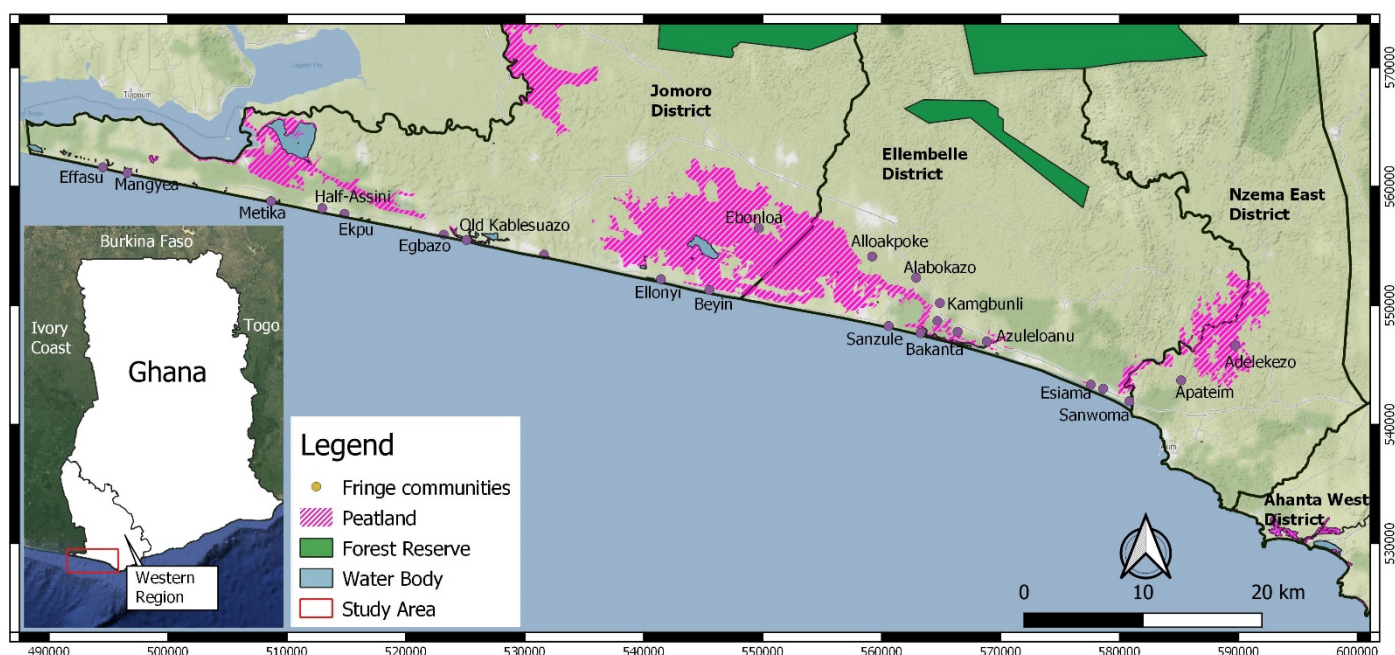 Tiapoum
Jomoro
District
Ellembelle
District
Nzema East
District
Ahanta West
District
Effasu
Mangyea
Metika
Half-Assini
Ekpu
Egbazo
Old Kablesuazo
Ellonyi
Beyin
Ebonloa
Alloakpoke
Alabokazo
Kamgbunli
Sanzule
Bakanta
Azuleloanu
Esiama
Sanwoma
Apateim
Adelekezo
Axim
Burkina Faso
Ivory
Coast
Togo
Ghana
Western
Region
Legend
Fringe communities
Peatland
Forest Reserve
Water Body
Study Area
0 10 20 km
570000
560000
550000
540000
530000
490000 500000 510000 520000 530000 540000 550000 560000 570000 580000 590000 600000